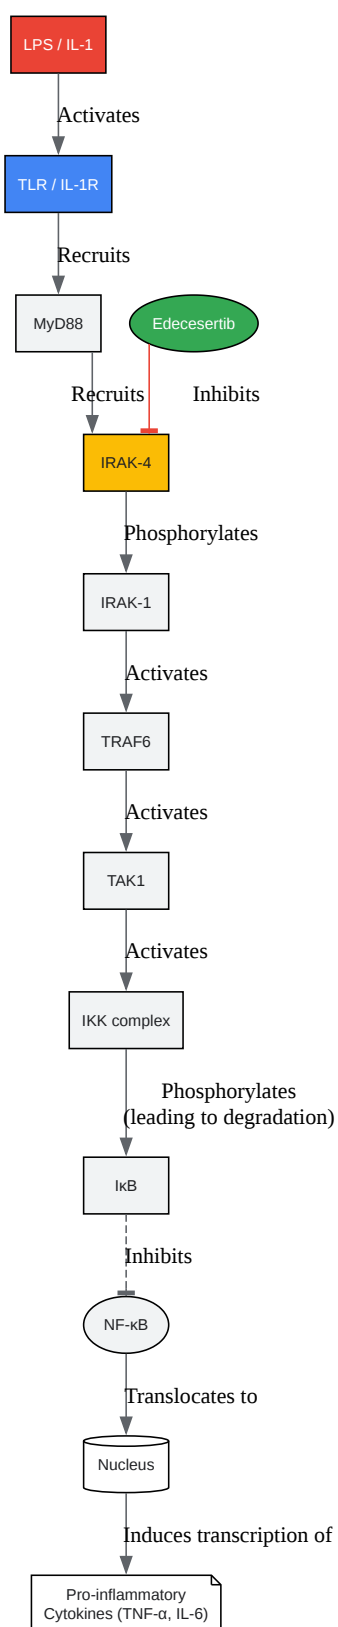 LPS / IL-1
Activates
TLR / IL-1R
Recruits
MyD88
Edecesertib
Recruits
Inhibits
IRAK-4
Phosphorylates
IRAK-1
Activates
TRAF6
Activates
TAK1
Activates
IKK complex
Phosphorylates
(leading to degradation)
IκB
Inhibits
NF-κB
Translocates to
Nucleus
Induces transcription of
Pro-inflammatory
Cytokines (TNF-α, IL-6)